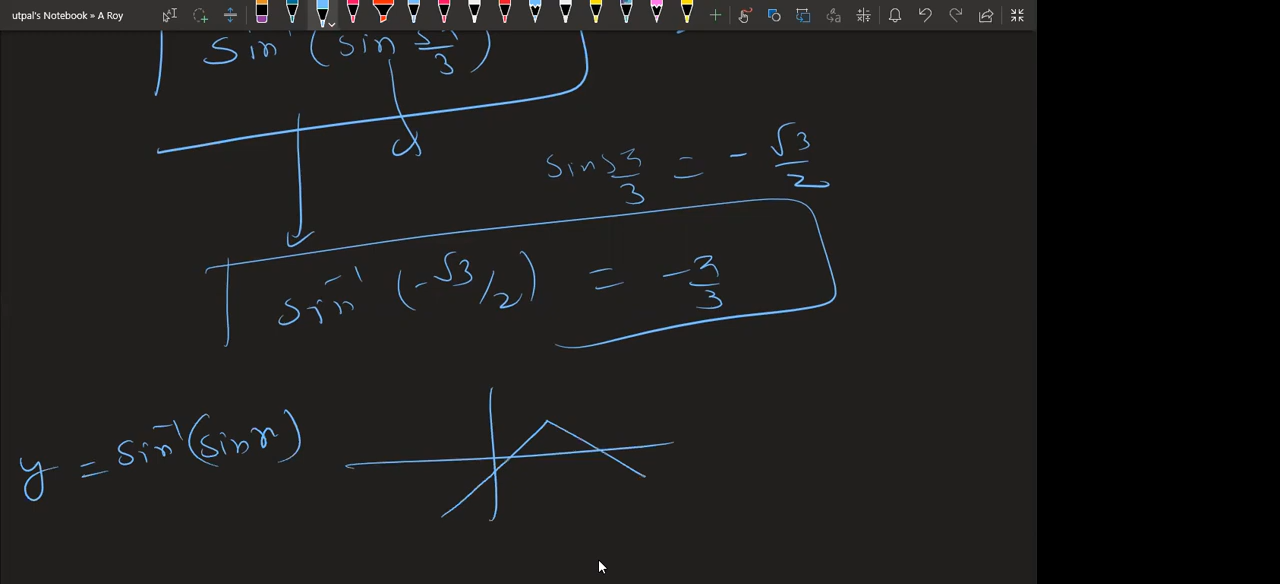 utpal's Notebook » A Roy
sin⁻¹ (sin 5π/3)
sin 5π/3 = - √3/2
sin⁻¹ (-√3/2) = -π/3
y = sin⁻¹(sin x)